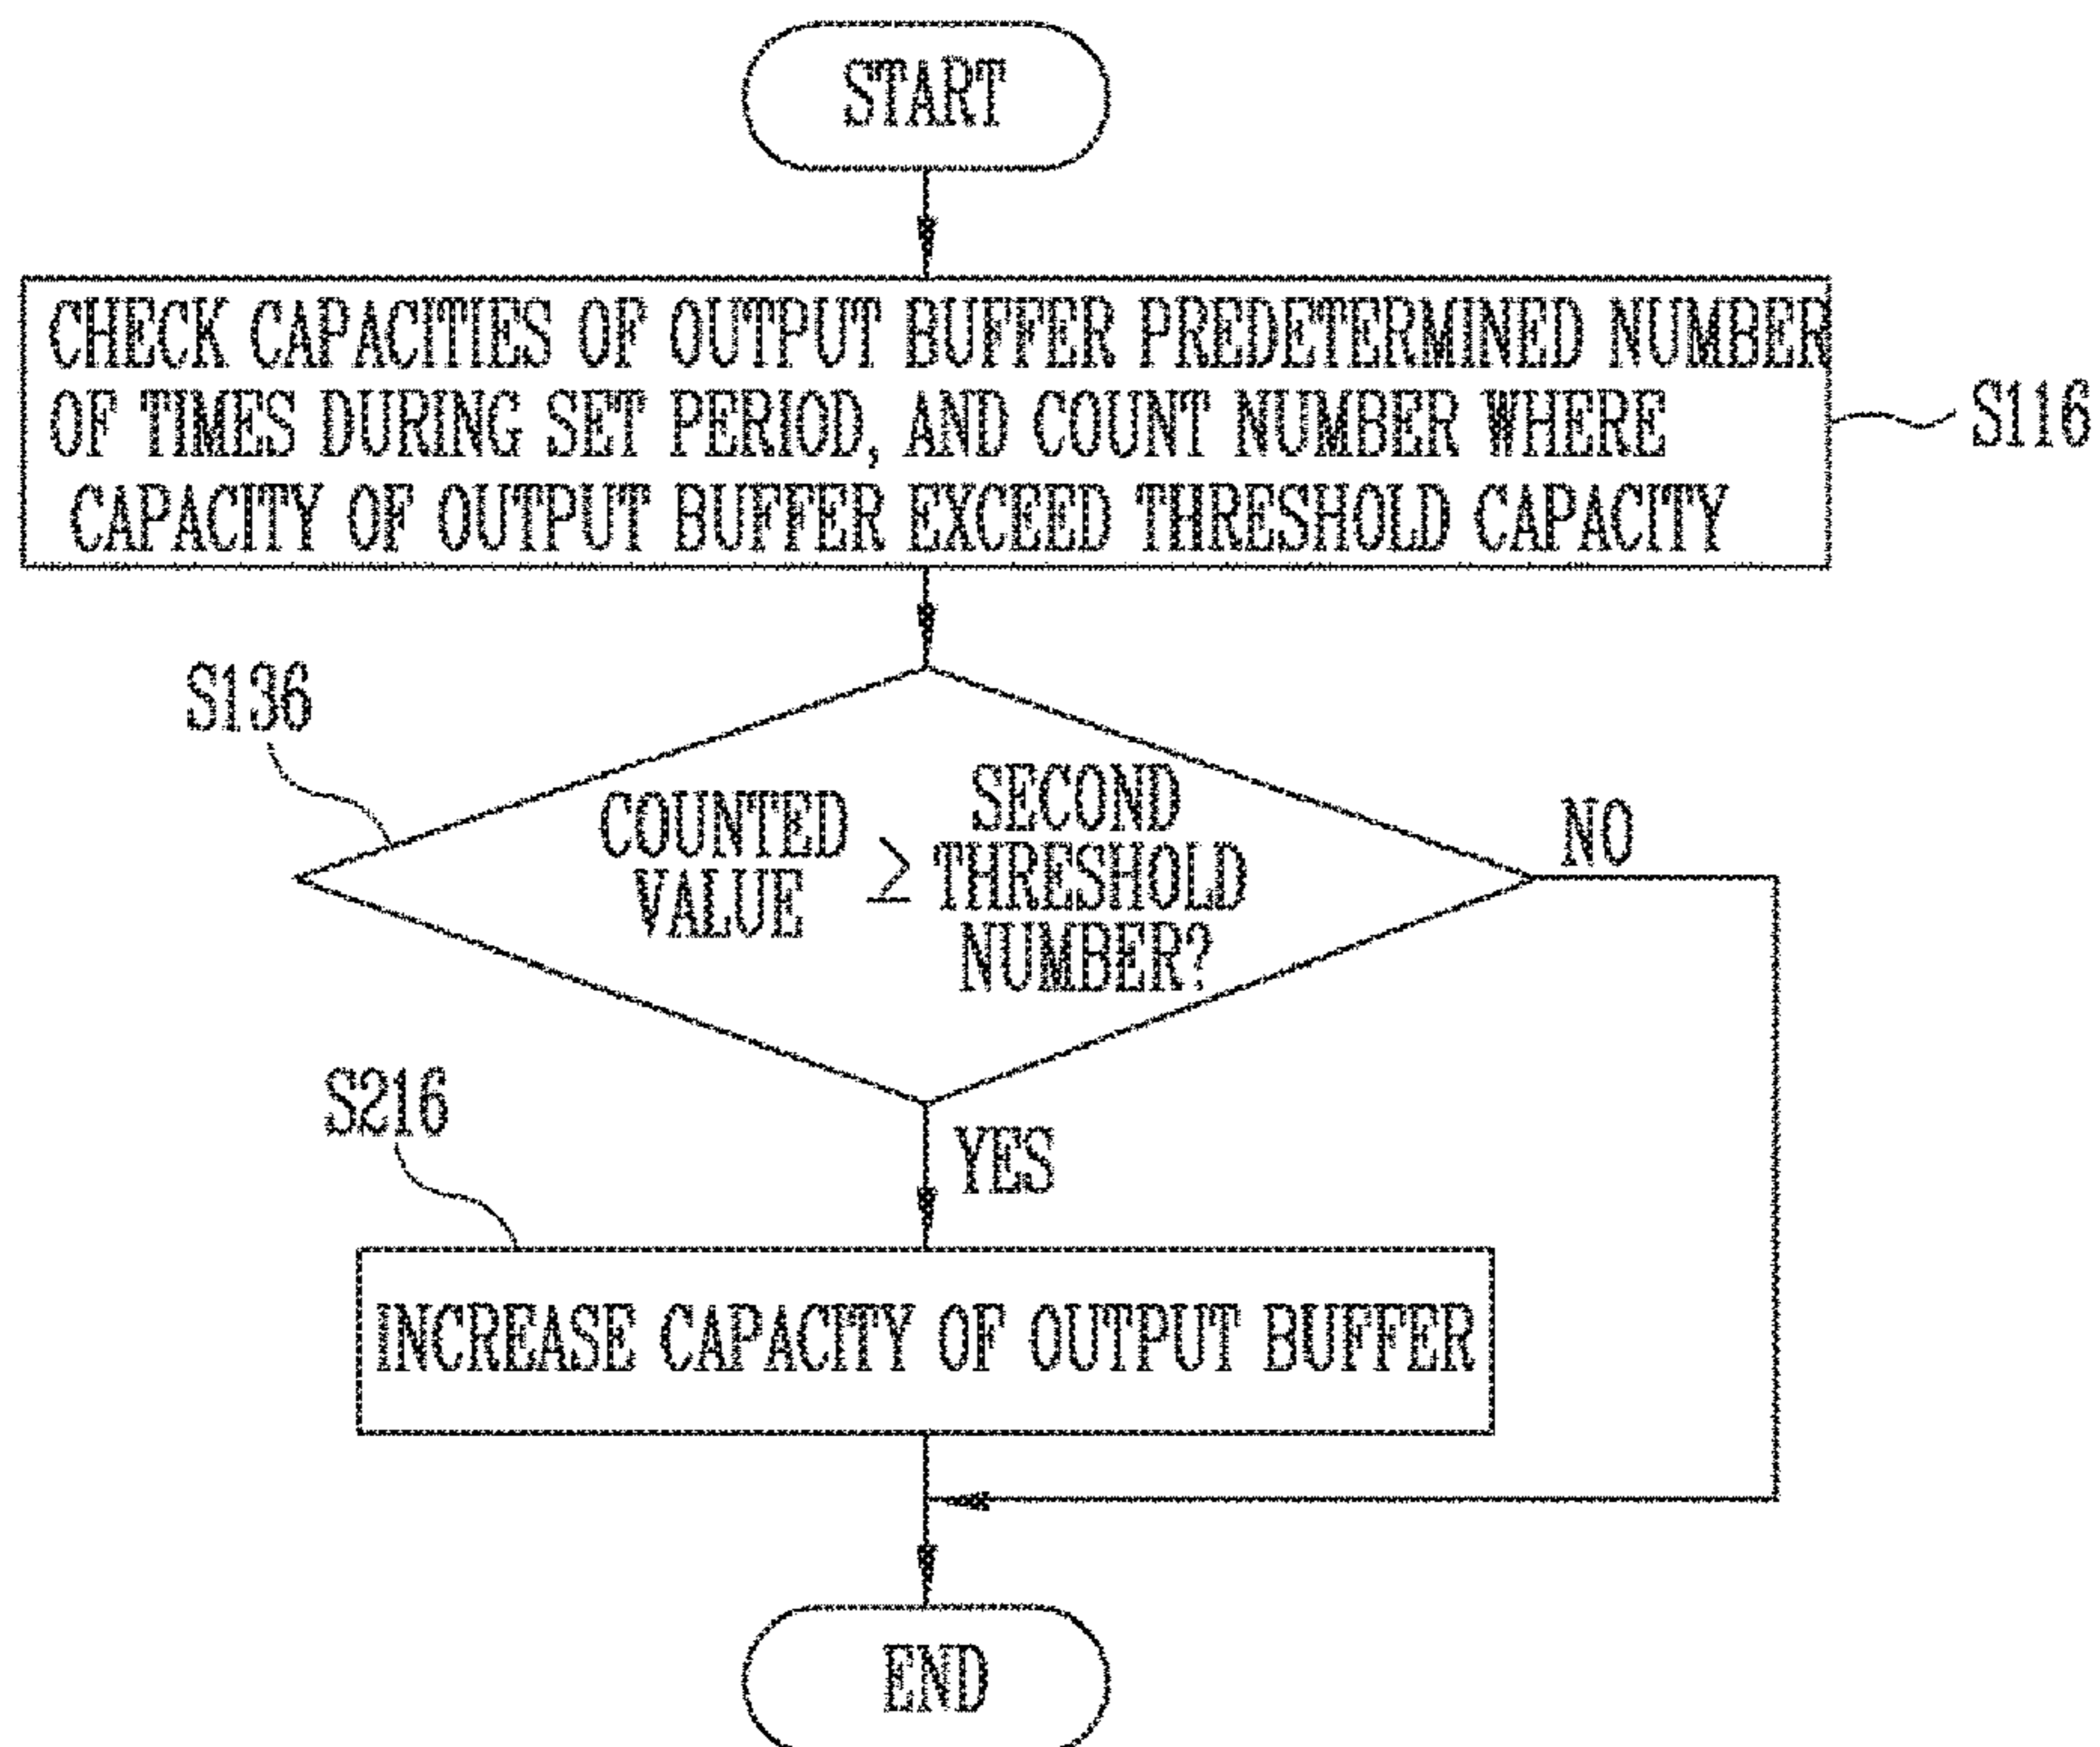 START
CHECK CAPACITIES OF OUTPUT BUFFER PREDETERMINED NUMBER
OF TIMES DURING SET PERIOD, AND COUNT NUMBER WHERE
CAPACITY OF OUTPUT BUFFER EXCEED THRESHOLD CAPACITY
S116
S136
COUNTED
VALUE
≥
SECOND
THRESHOLD
NUMBER?
NO
YES
S216
INCREASE CAPACITY OF OUTPUT BUFFER
END